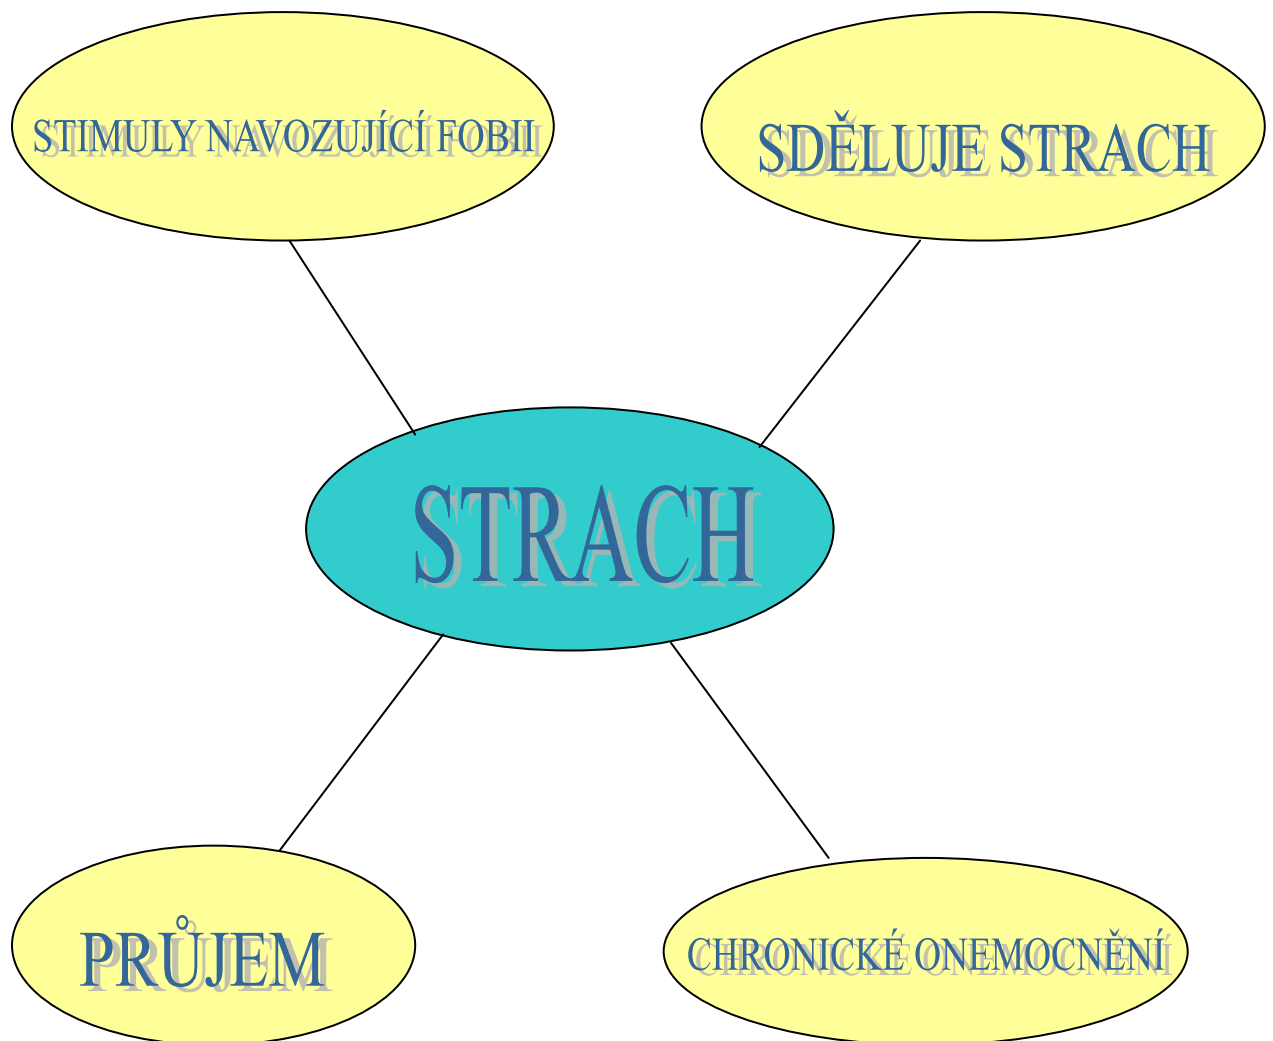 STIMULY NAVOZUJÍCÍ FOBII
SDĚLUJE STRACH
STRACH
PRŮJEM
CHRONICKÉ ONEMOCNĚNÍ